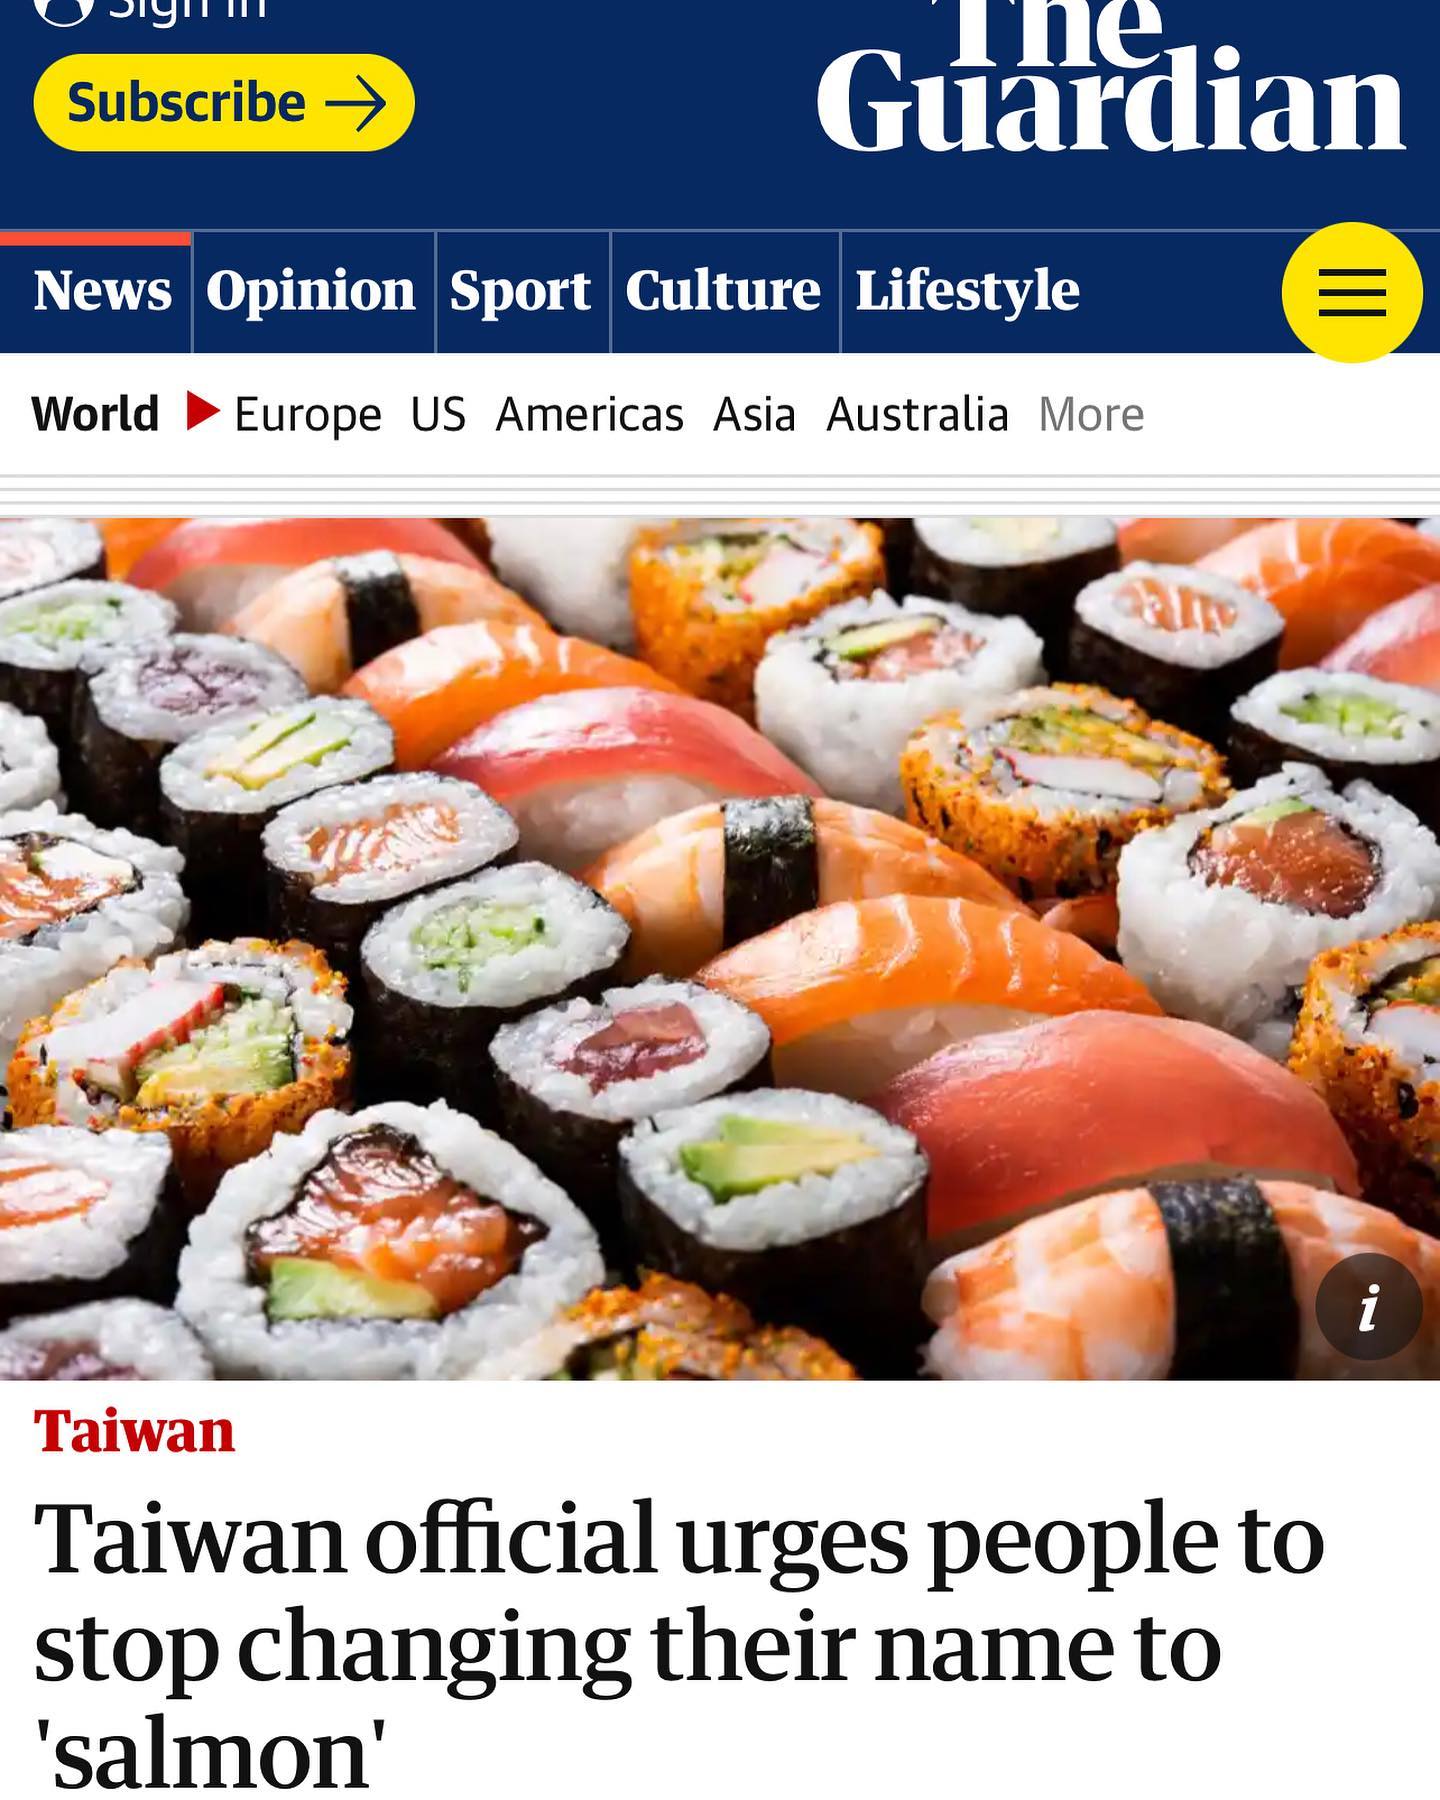 Sign in
Subscribe
The
Guardian
News Opinion Sport Culture Lifestyle
World Europe US Americas Asia Australia More
i
Taiwan
Taiwan official urges people to
stop changing their name to
'salmon'